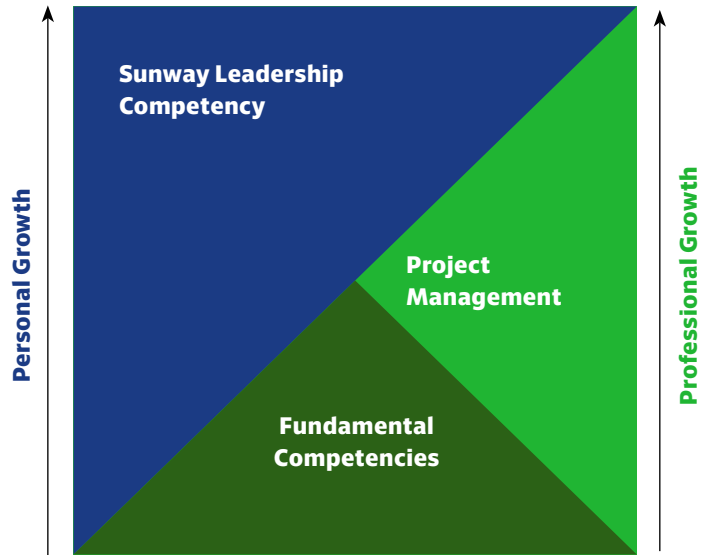 Sunway Leadership
Competency
Personal Growth
Project
Management
Professional Growth
Fundamental
Competencies